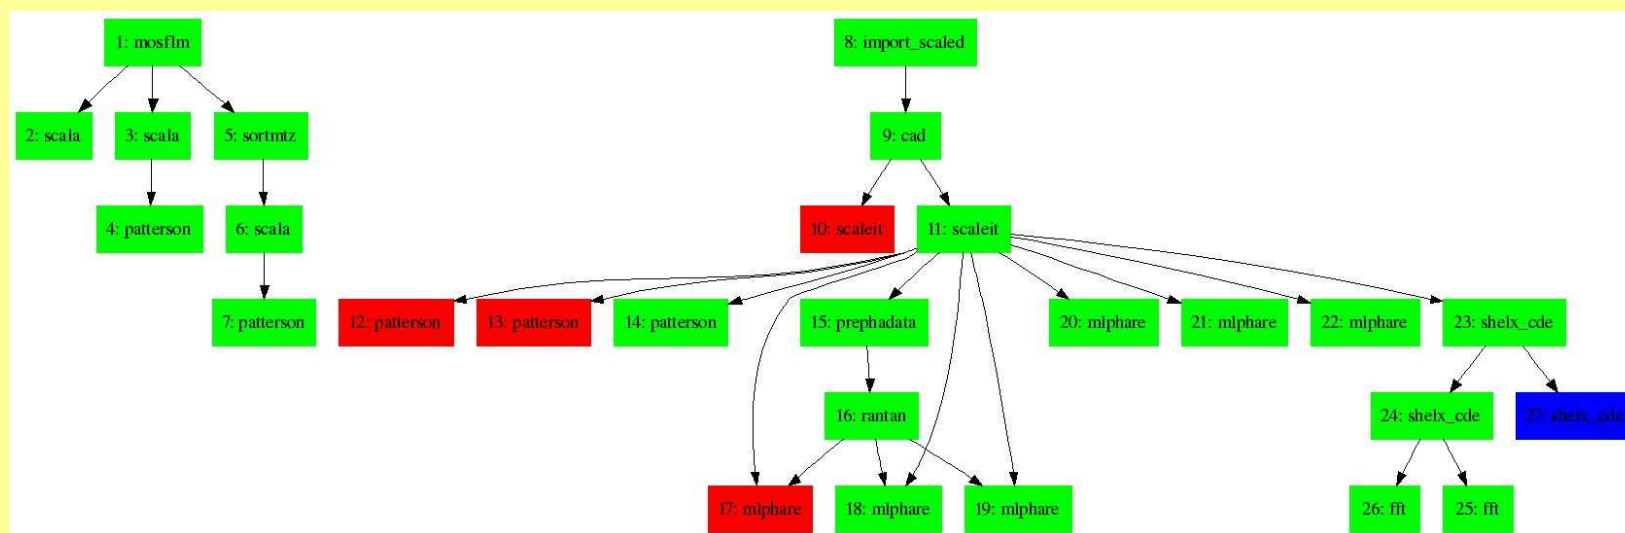 1: mosflm
8: import_scaled
2: scala
3: scala
5: sortmtz
9: cad
4: patterson
6: scala
10: scaleit
11: scaleit
7: patterson
12: patterson
13: patterson
14: patterson
15: prephadata
20: mlphare
21: mlphare
22: mlphare
23: shelx_cde
16: rantan
24: shelx_cde
27: shelx_cde
17: mlphare
18: mlphare
19: mlphare
26: fft
25: fft